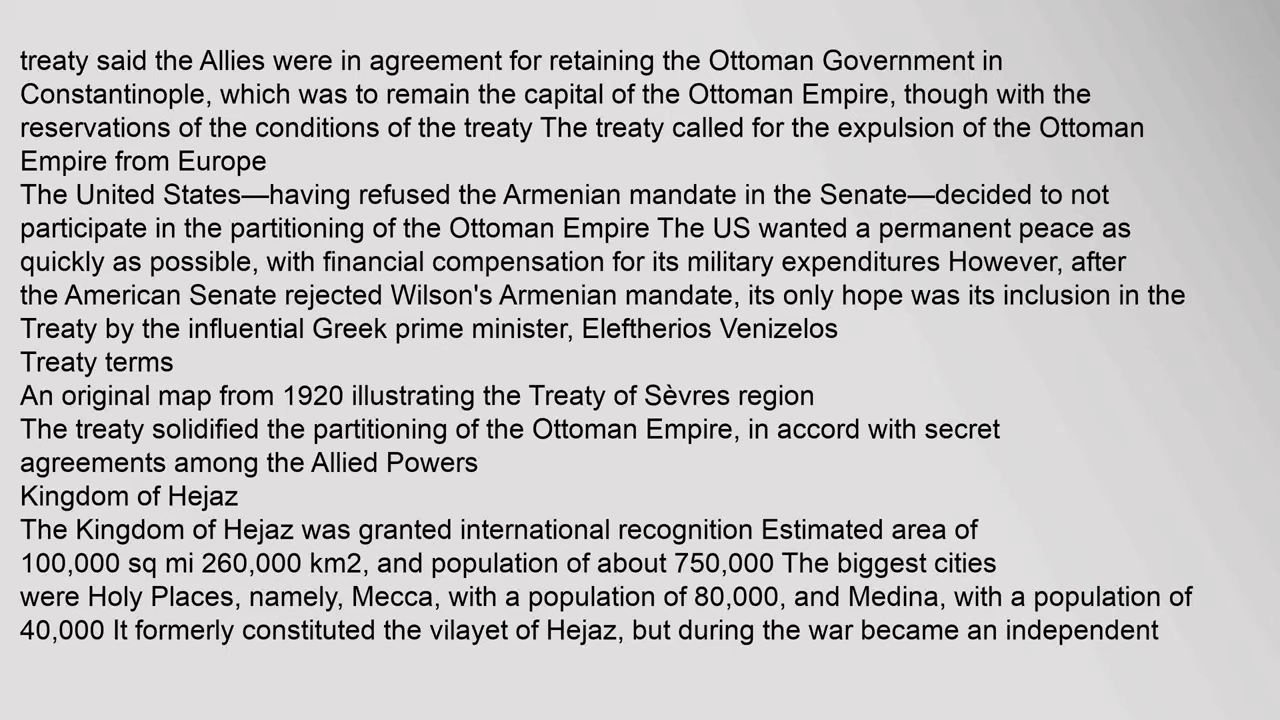 treaty said the Allies were in agreement for retaining the Ottoman Government in
Constantinople, which was to remain the capital of the Ottoman Empire, though with the
reservations of the conditions of the treaty The treaty called for the expulsion of the Ottoman
Empire from Europe
The United States—having refused the Armenian mandate in the Senate—decided to not
participate in the partitioning of the Ottoman Empire The US wanted a permanent peace as
quickly as possible, with financial compensation for its military expenditures However, after
the American Senate rejected Wilson's Armenian mandate, its only hope was its inclusion in the
Treaty by the influential Greek prime minister, Eleftherios Venizelos
Treaty terms
An original map from 1920 illustrating the Treaty of Sèvres region
The treaty solidified the partitioning of the Ottoman Empire, in accord with secret
agreements among the Allied Powers
Kingdom of Hejaz
The Kingdom of Hejaz was granted international recognition Estimated area of
100,000 sq mi 260,000 km2, and population of about 750,000 The biggest cities
were Holy Places, namely, Mecca, with a population of 80,000, and Medina, with a population of
40,000 It formerly constituted the vilayet of Hejaz, but during the war became an independent